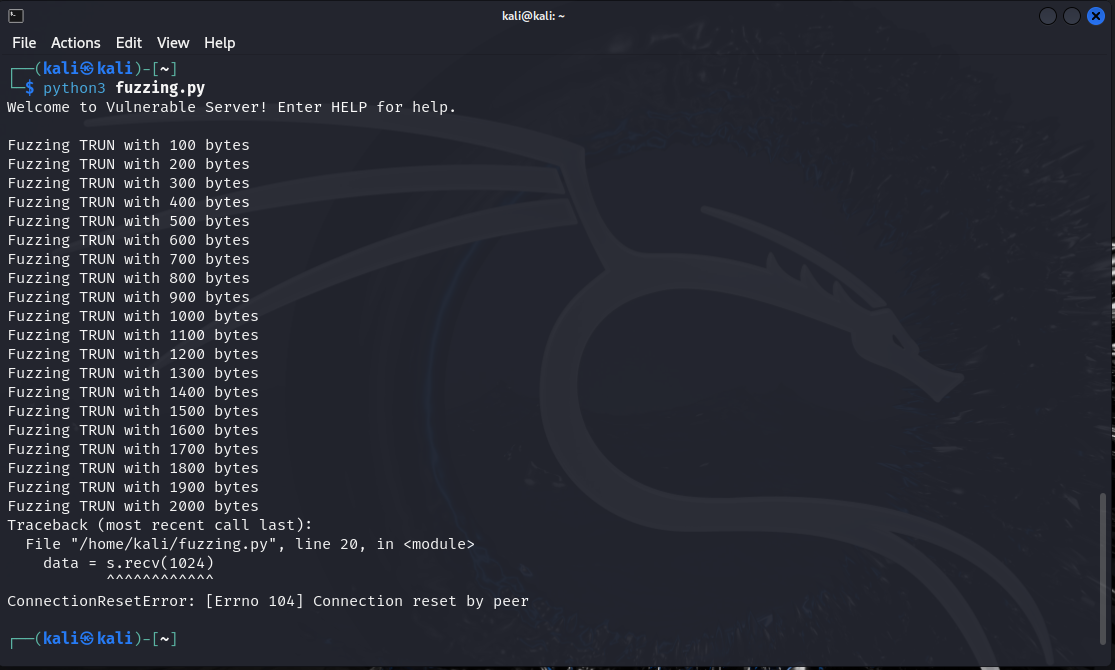 kali@kali: ~
File Actions Edit View Help
┌──(kali㉿kali)-[~]
└─$ python3 fuzzing.py
Welcome to Vulnerable Server! Enter HELP for help.

Fuzzing TRUN with 100 bytes
Fuzzing TRUN with 200 bytes
Fuzzing TRUN with 300 bytes
Fuzzing TRUN with 400 bytes
Fuzzing TRUN with 500 bytes
Fuzzing TRUN with 600 bytes
Fuzzing TRUN with 700 bytes
Fuzzing TRUN with 800 bytes
Fuzzing TRUN with 900 bytes
Fuzzing TRUN with 1000 bytes
Fuzzing TRUN with 1100 bytes
Fuzzing TRUN with 1200 bytes
Fuzzing TRUN with 1300 bytes
Fuzzing TRUN with 1400 bytes
Fuzzing TRUN with 1500 bytes
Fuzzing TRUN with 1600 bytes
Fuzzing TRUN with 1700 bytes
Fuzzing TRUN with 1800 bytes
Fuzzing TRUN with 1900 bytes
Fuzzing TRUN with 2000 bytes
Traceback (most recent call last):
  File "/home/kali/fuzzing.py", line 20, in <module>
    data = s.recv(1024)
           ^^^^^^^^^^^^
ConnectionResetError: [Errno 104] Connection reset by peer

┌──(kali㉿kali)-[~]